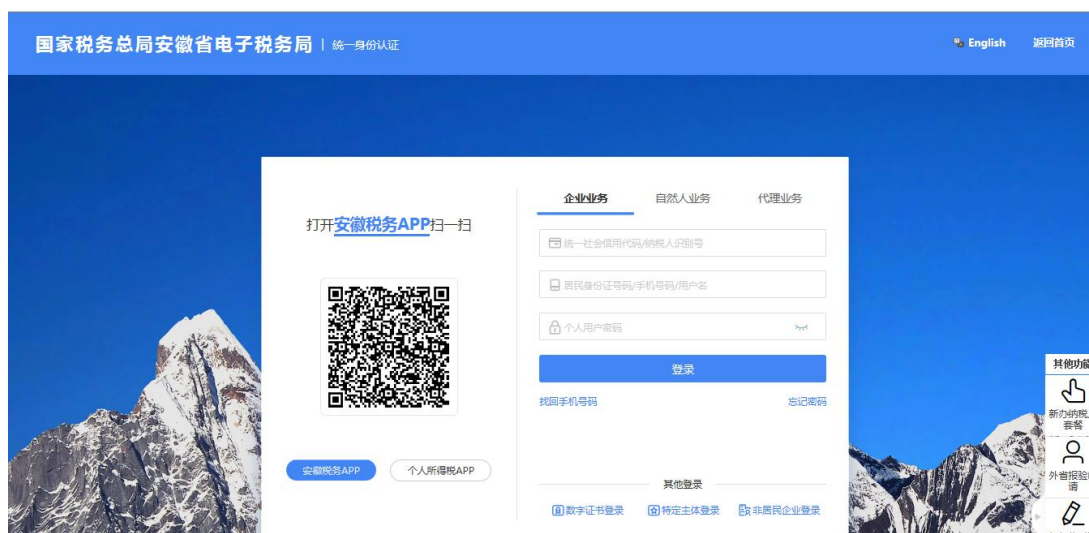 国家税务总局安徽省电子税务局 | 统一身份认证
English 返回首页
打开安徽税务APP扫一扫
安徽税务APP 个人所得税APP
企业业务 自然人业务 代理业务
统一社会信用代码/纳税人识别号
居民身份证号码/手机号码/用户名
个人用户密码
登录
找回手机号码 忘记密码
其他登录
数字证书登录 特定主体登录 非居民企业登录
其他功能
新办纳税人
套餐
外省报验
请